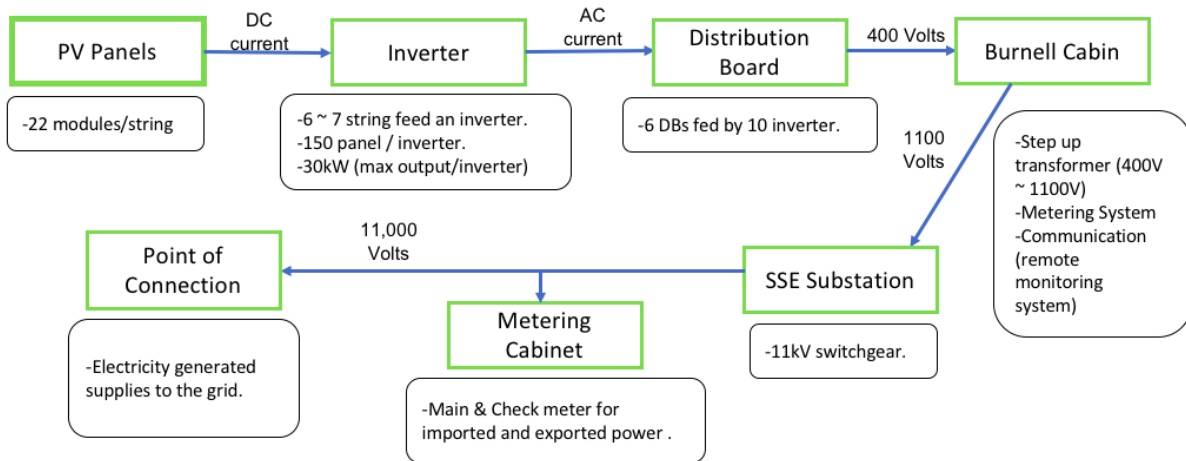 DC
current
AC
current
400 Volts
PV Panels
Inverter
Distribution
Board
Burnell Cabin
-22 modules/string
-6 ~ 7 string feed an inverter.
-150 panel / inverter.
-30kW (max output/inverter)
-6 DBs fed by 10 inverter.
1100
Volts
-Step up
transformer (400V
~ 1100V)
-Metering System
-Communication
(remote
monitoring
system)
11,000
Volts
Point of
Connection
SSE Substation
Metering
Cabinet
-11kV switchgear.
-Electricity generated
supplies to the grid.
-Main & Check meter for
imported and exported power .